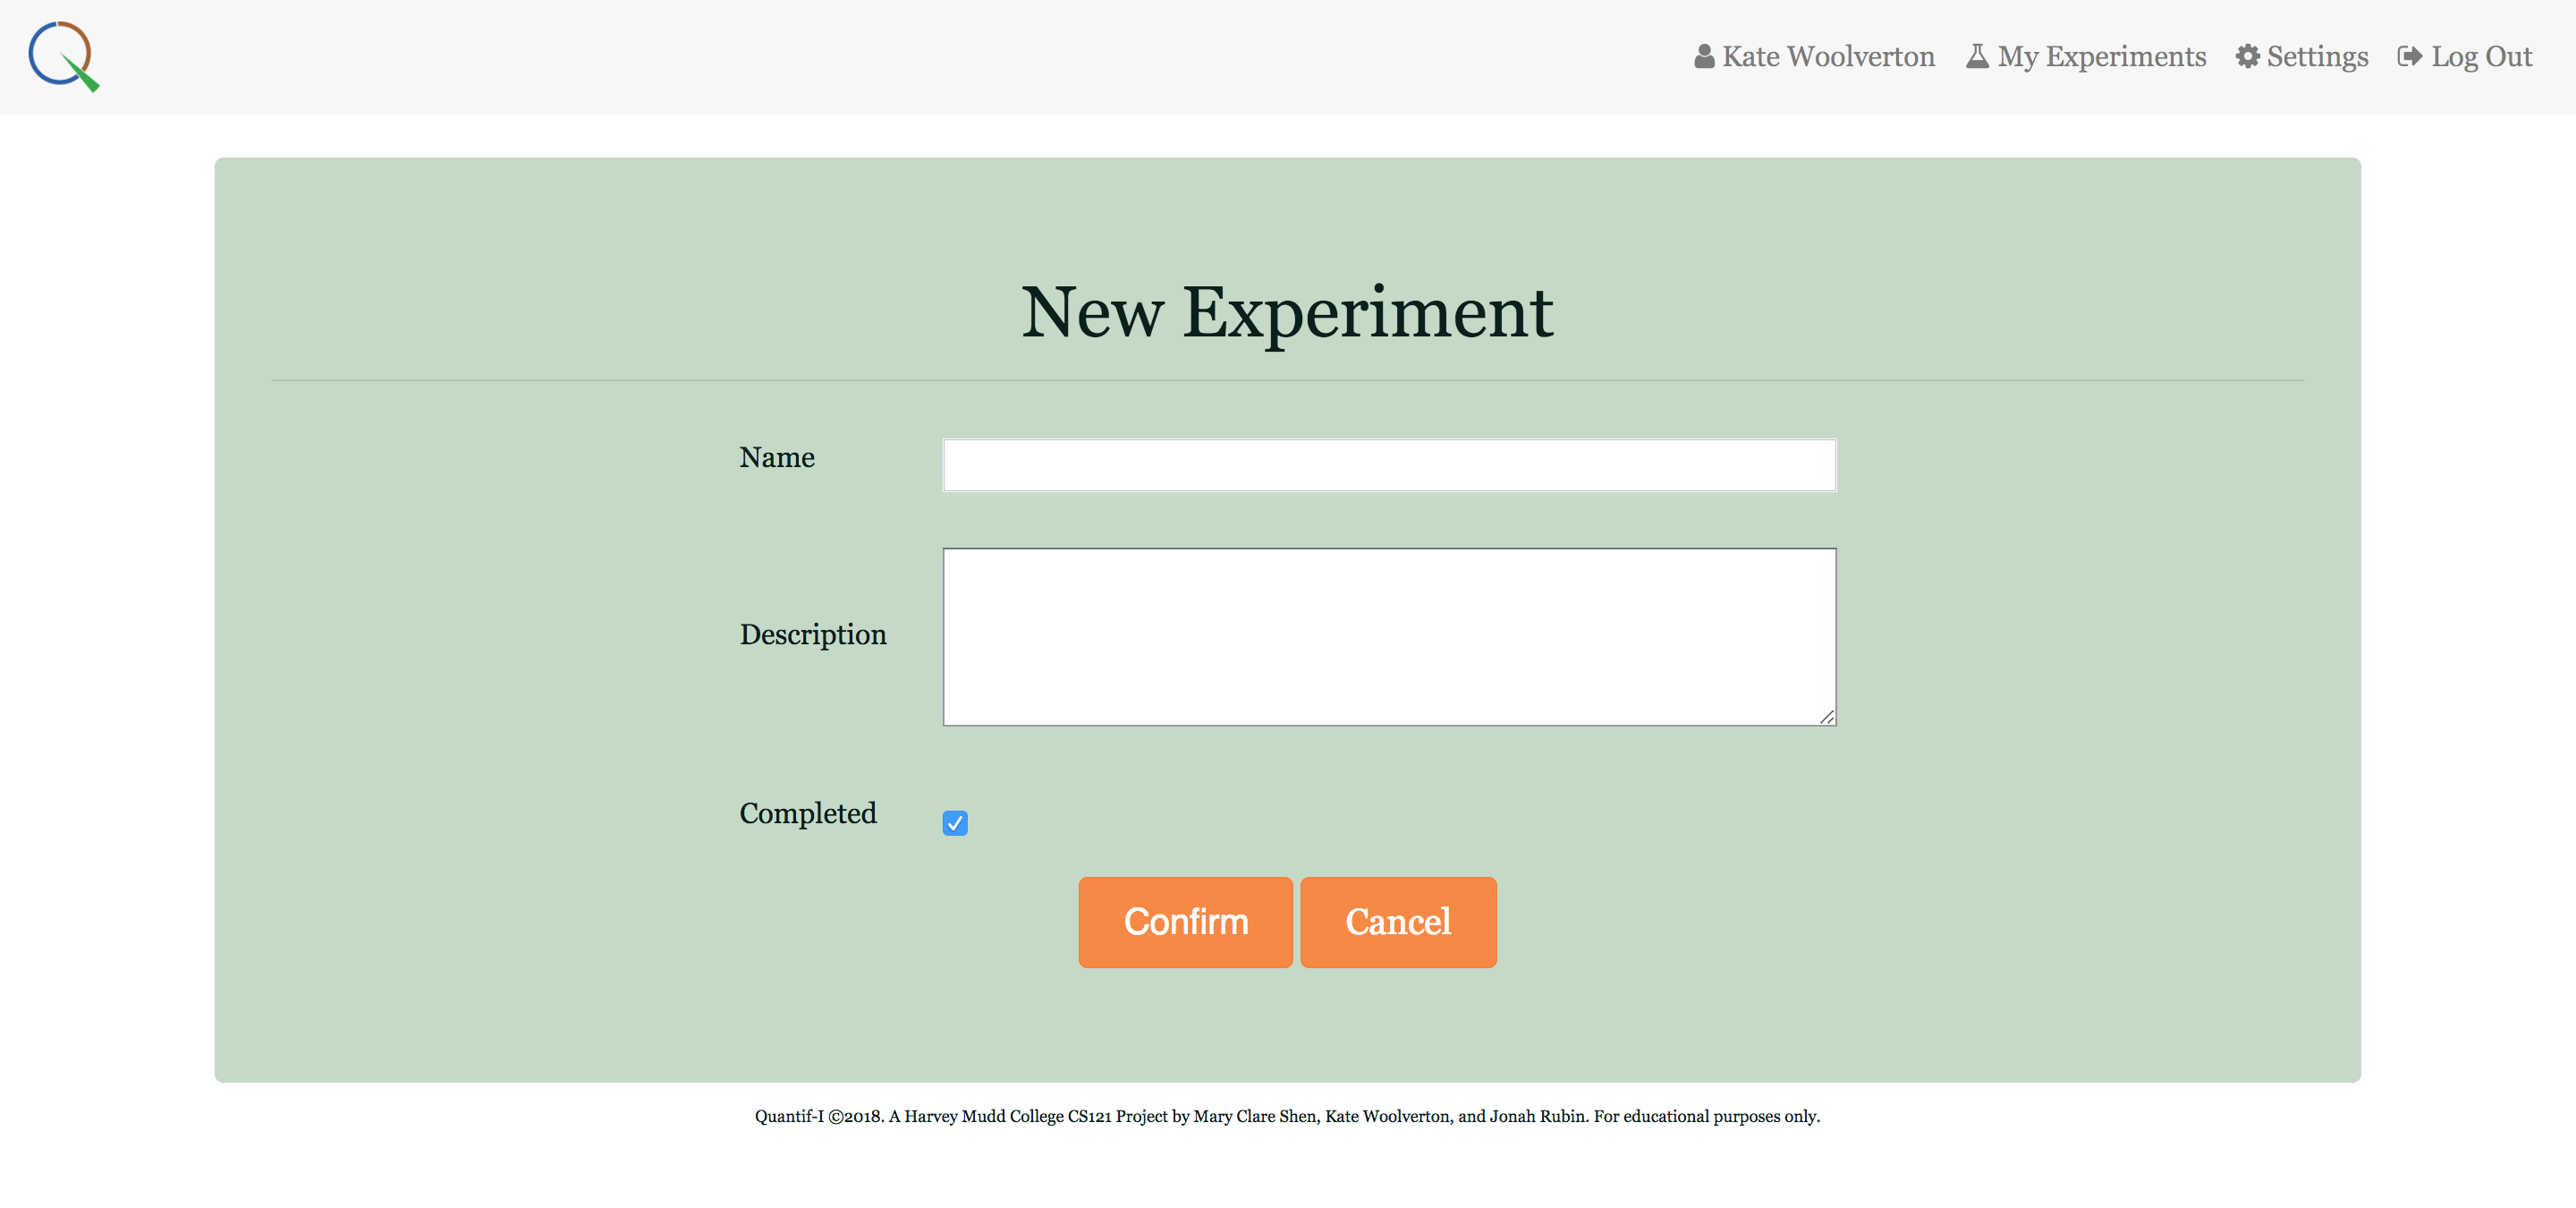 Kate Woolverton My Experiments Settings Log Out
New Experiment
Name
Description
Completed
Confirm Cancel
Quantif-I ©2018. A Harvey Mudd College CS121 Project by Mary Clare Shen, Kate Woolverton, and Jonah Rubin. For educational purposes only.